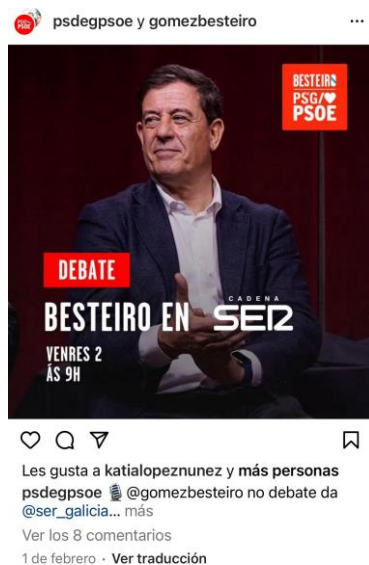 psdegpsoe y gomezbesteiro
BESTEIRO
PSG/
PSOE
DEBATE
BESTEIRO EN CADENA SER
VENRES 2
ÁS 9H
Les gusta a katialopeznunez y más personas
psdegpsoe @gomezbesteiro no debate da
@ser_galicia... más
Ver los 8 comentarios
1 de febrero · Ver traducción